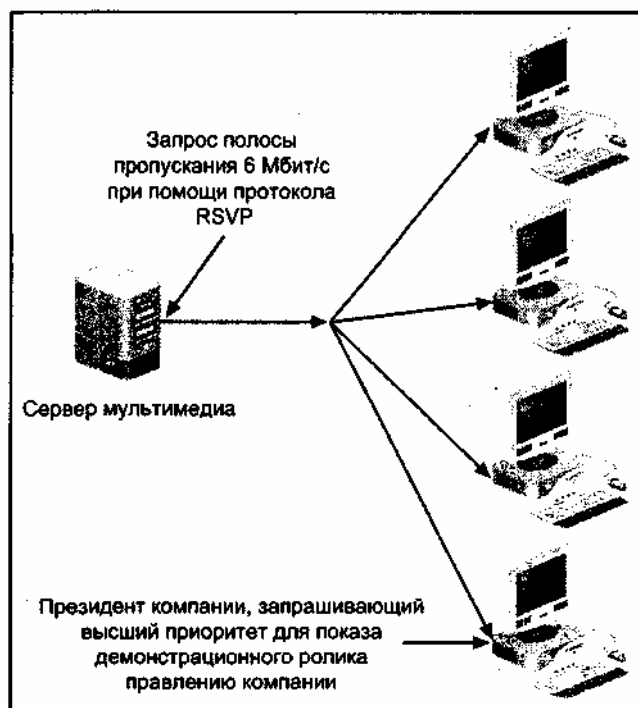 Запрос полосы
пропускания 6 Мбит/с
при помощи протокола
RSVP
Сервер мультимедиа
Президент компании, запрашивающий
высший приоритет для показа
демонстрационного ролика
правлению компании